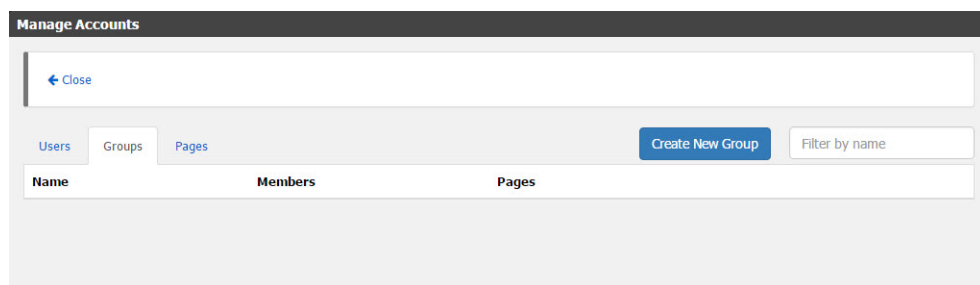 Manage Accounts
Close
Users Groups Pages Create New Group Filter by name
Name Members Pages